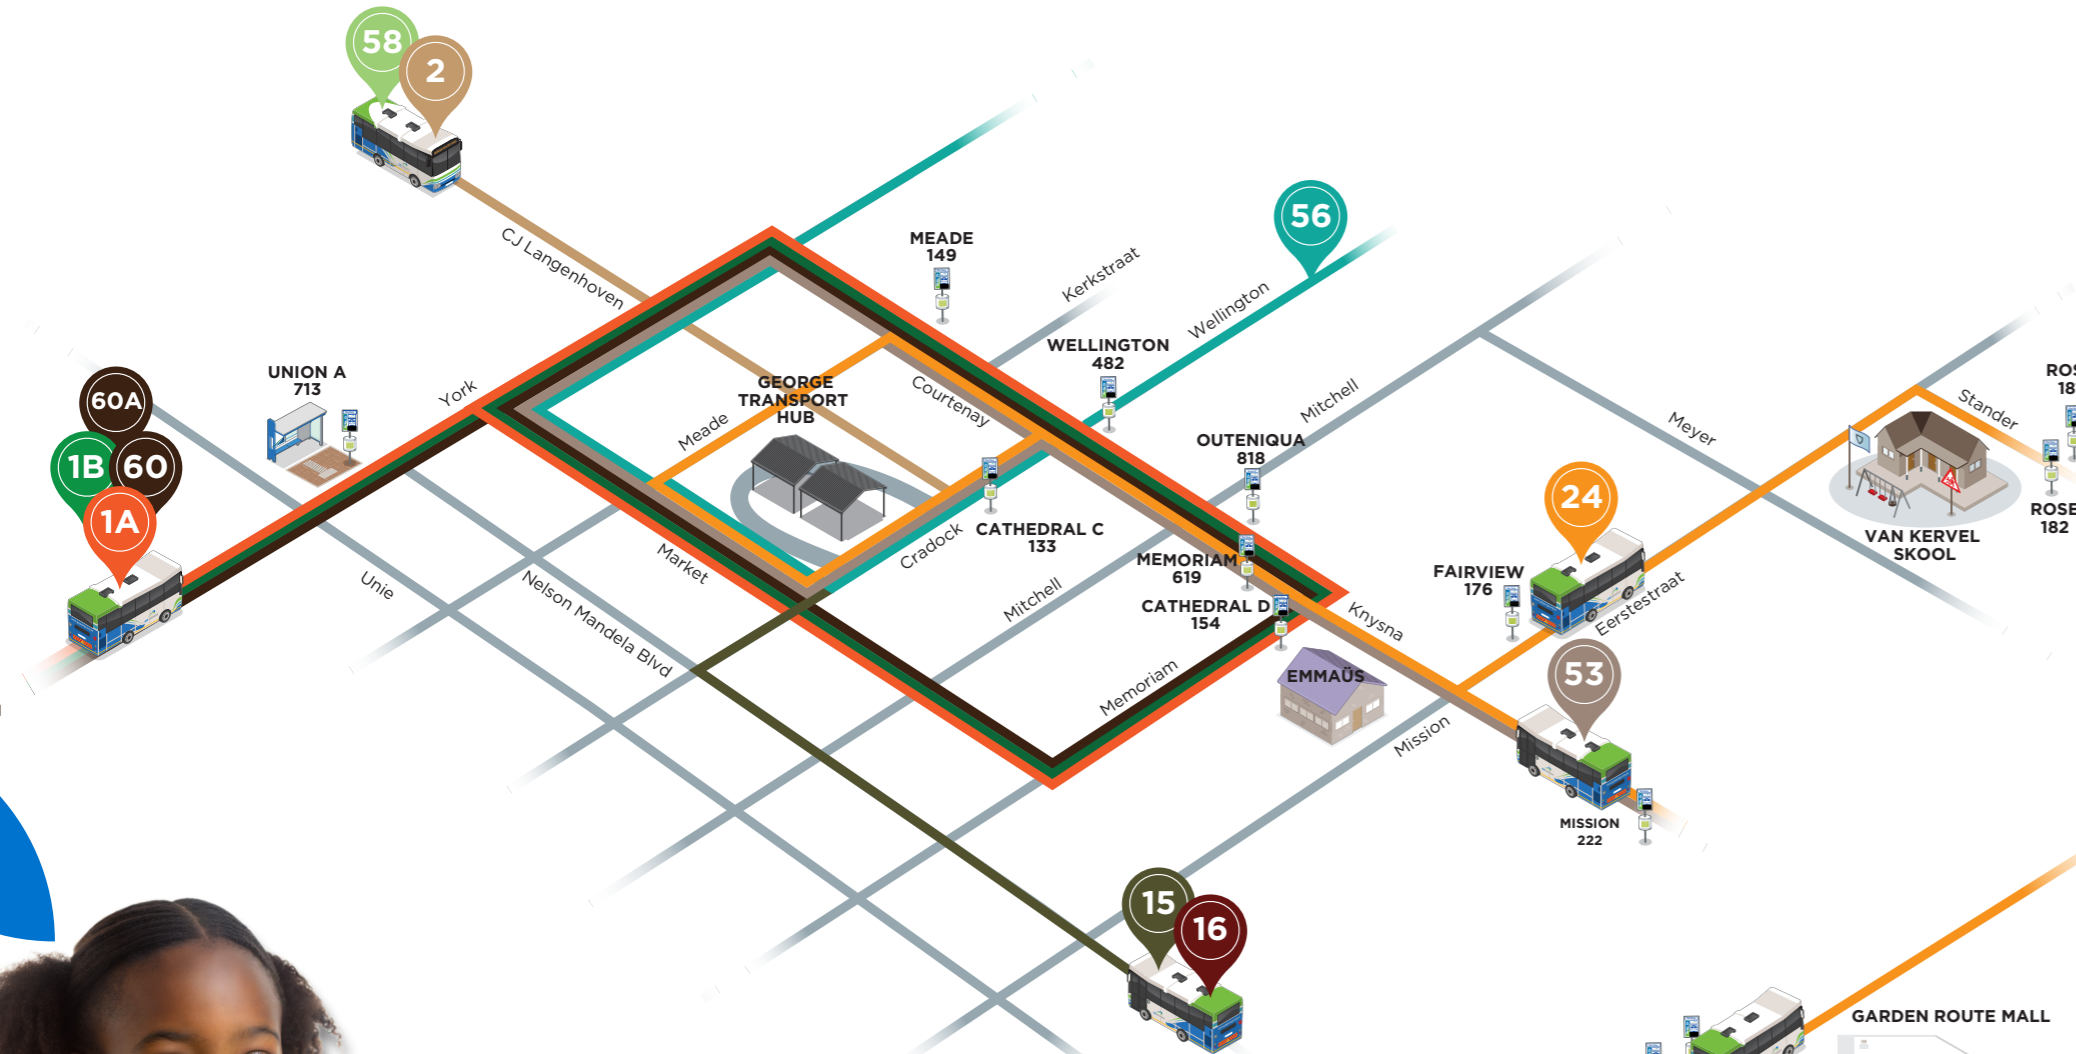 58
2
CJ Langenhoven
MEADE
149
Kerkstraat
56
Wellington
WELLINGTON
482
UNION A
713
York
60A
1B
60
1A
GEORGE
TRANSPORT
HUB
Meade
Courtenay
Mitchell
OUTENIQUA
818
Meyer
Stander
VAN KERVEL
SKOOL
182
24
FAIRVIEW
176
Eerstestraat
CATHEDRAL C
133
Cradock
Market
Unie
Nelson Mandela Blvd
Mitchell
MEMORIAM
619
CATHEDRAL D
154
Knysna
EMMAÜS
Memoriam
Mission
53
MISSION
222
15
16
GARDEN ROUTE MALL